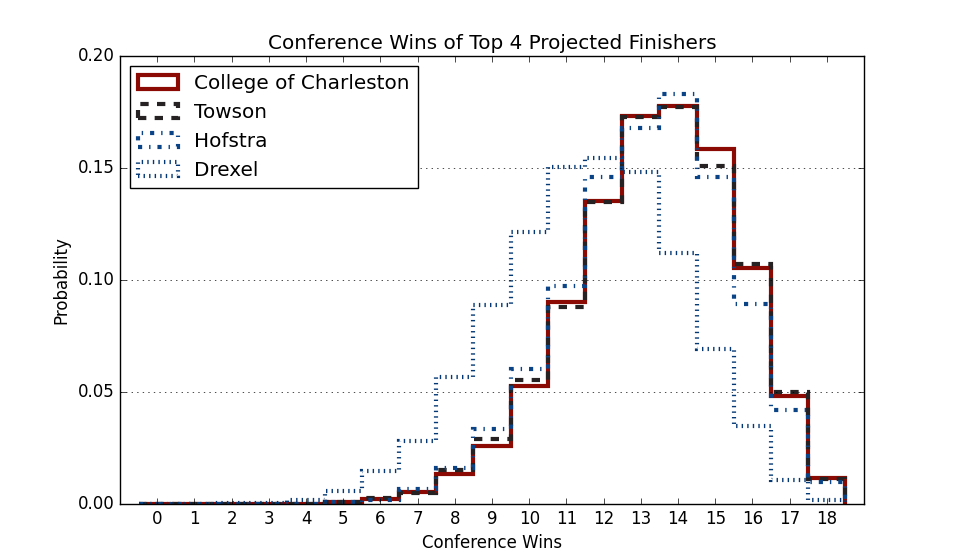 Conference Wins of Top 4 Projected Finishers
0.20
College of Charleston
Towson
Hofstra
Drexel
0.15
0.10
0.05
0.00
Probability
0 1 2 3 4 5 6 7 8 9 10 11 12 13 14 15 16 17 18
Conference Wins